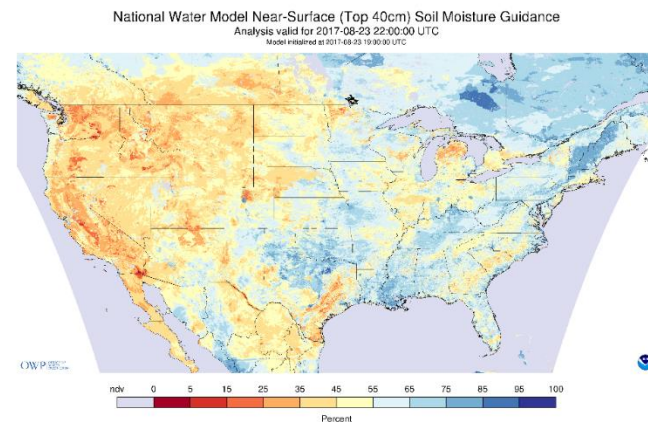 National Water Model Near-Surface (Top 40cm) Soil Moisture Guidance
Analysis valid for 2017-08-23 22:00:00 UTC
Model initialized at 2017-08-23 19:00:00 UTC
OWP
ndv 0 5 15 25 35 45 55 65 75 85 95 100
Percent